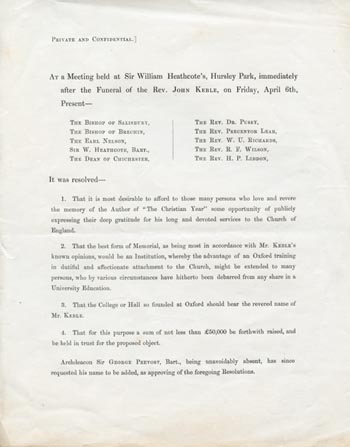 PRIVATE AND CONFIDENTIAL.]
AT a Meeting held at Sir William Heathcote's, Hursley Park, immediately
after the Funeral of the Rev. JOHN KEBLE, on Friday, April 6th,
Present—
THE BISHOP OF SALISBURY,
THE BISHOP OF BRECHIN,
THE EARL NELSON,
SIR W. HEATHCOTE, BART.,
THE DEAN OF CHICHESTER,
THE REV. DR. PUSEY,
THE REV. PRECENTOR LEAR,
THE REV. W. U. RICHARDS,
THE REV. R. F. WILSON,
THE REV. H. P. LIDDON,
It was resolved—
1. That it is most desirable to afford to those many persons who love and revere
the memory of the Author of "The Christian Year" some opportunity of publicly
expressing their deep gratitude for his long and devoted services to the Church of
England.
2. That the best form of Memorial, as being most in accordance with Mr. KEBLE'S
known opinions, would be an Institution, whereby the advantage of an Oxford training
in dutiful and affectionate attachment to the Church, might be extended to many
persons, who by various circumstances have hitherto been debarred from any share in a
University Education.
3. That the College or Hall so founded at Oxford should bear the revered name of
Mr. KEBLE.
4. That for this purpose a sum of not less than £50,000 be forthwith raised, and
be held in trust for the proposed object.
Archdeacon Sir GEORGE PREVOST, Bart., being unavoidably absent, has since
requested his name to be added, as approving of the foregoing Resolutions.